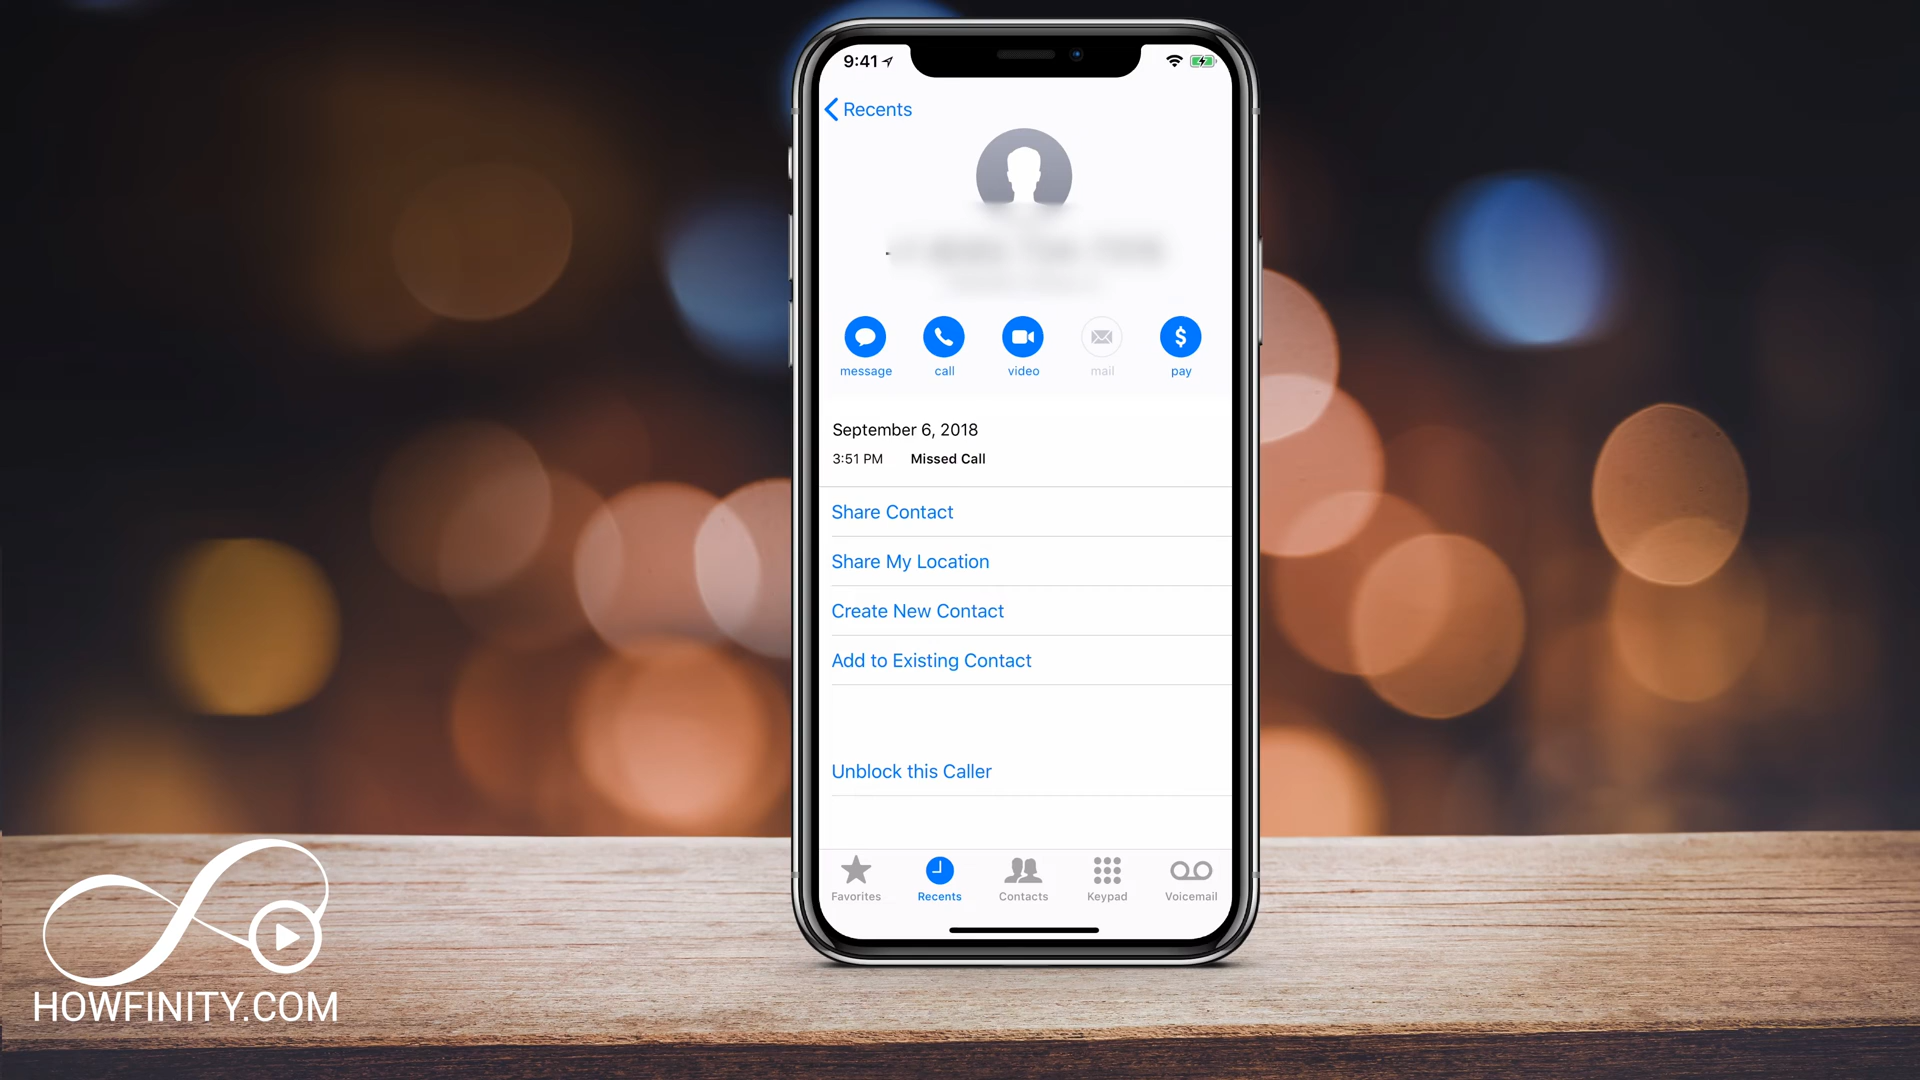 9:41
Recents
message call video mail pay
September 6, 2018
3:51 PM Missed Call
Share Contact
Share My Location
Create New Contact
Add to Existing Contact
Unblock this Caller
Favorites Recents Contacts Keypad Voicemail
HOWFINITY.COM